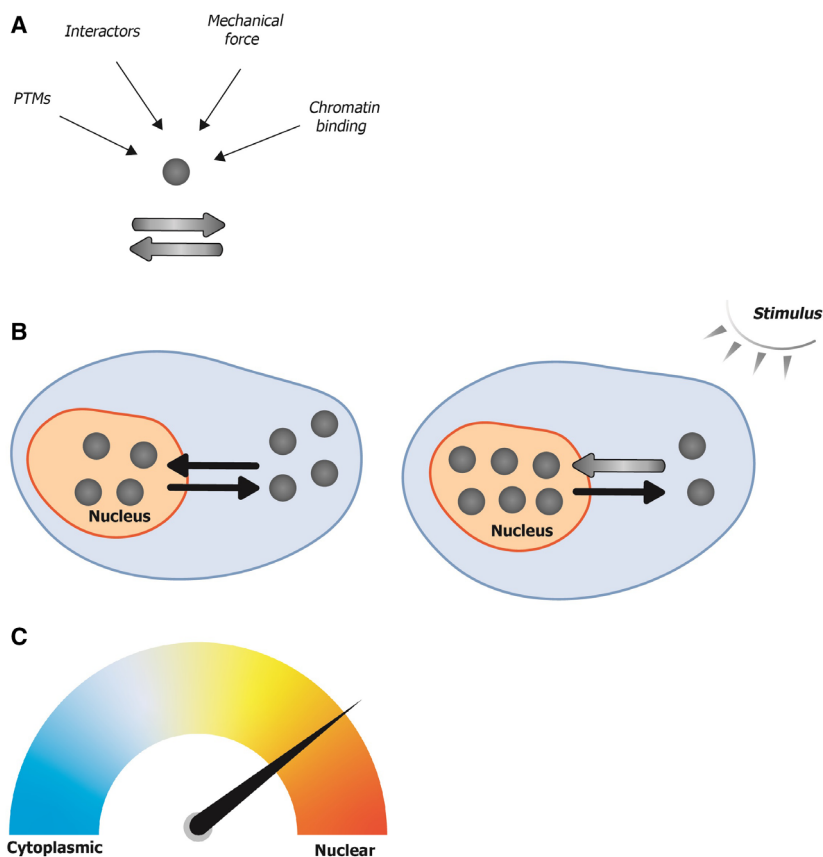 A
Interactors
Mechanical
force
PTMs
Chromatin
binding
B
Stimulus
Nucleus
Nucleus
C
Cytoplasmic
Nuclear